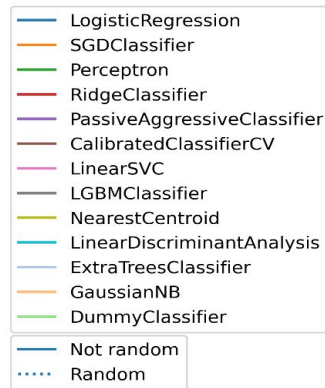 LogisticRegression
SGDClassifier
Perceptron
RidgeClassifier
PassiveAggressiveClassifier
CalibratedClassifierCV
LinearSVC
LGBMClassifier
NearestCentroid
LinearDiscriminantAnalysis
ExtraTreesClassifier
GaussianNB
DummyClassifier
Not random
Random